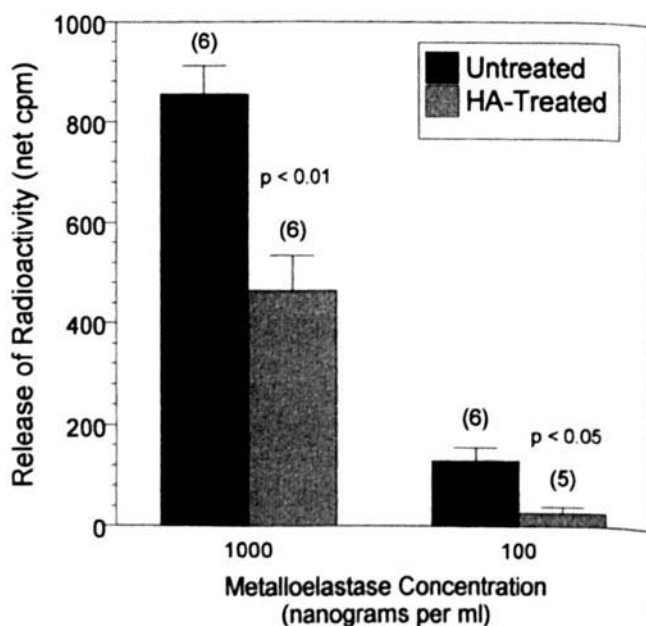 Release of Radioactivity (net cpm)
1000
800
600
400
200
0
(6)
p < 0.01
(6)
(6)
p < 0.05
(5)
Untreated
HA-Treated
1000
100
Metalloelastase Concentration
(nanograms per ml)